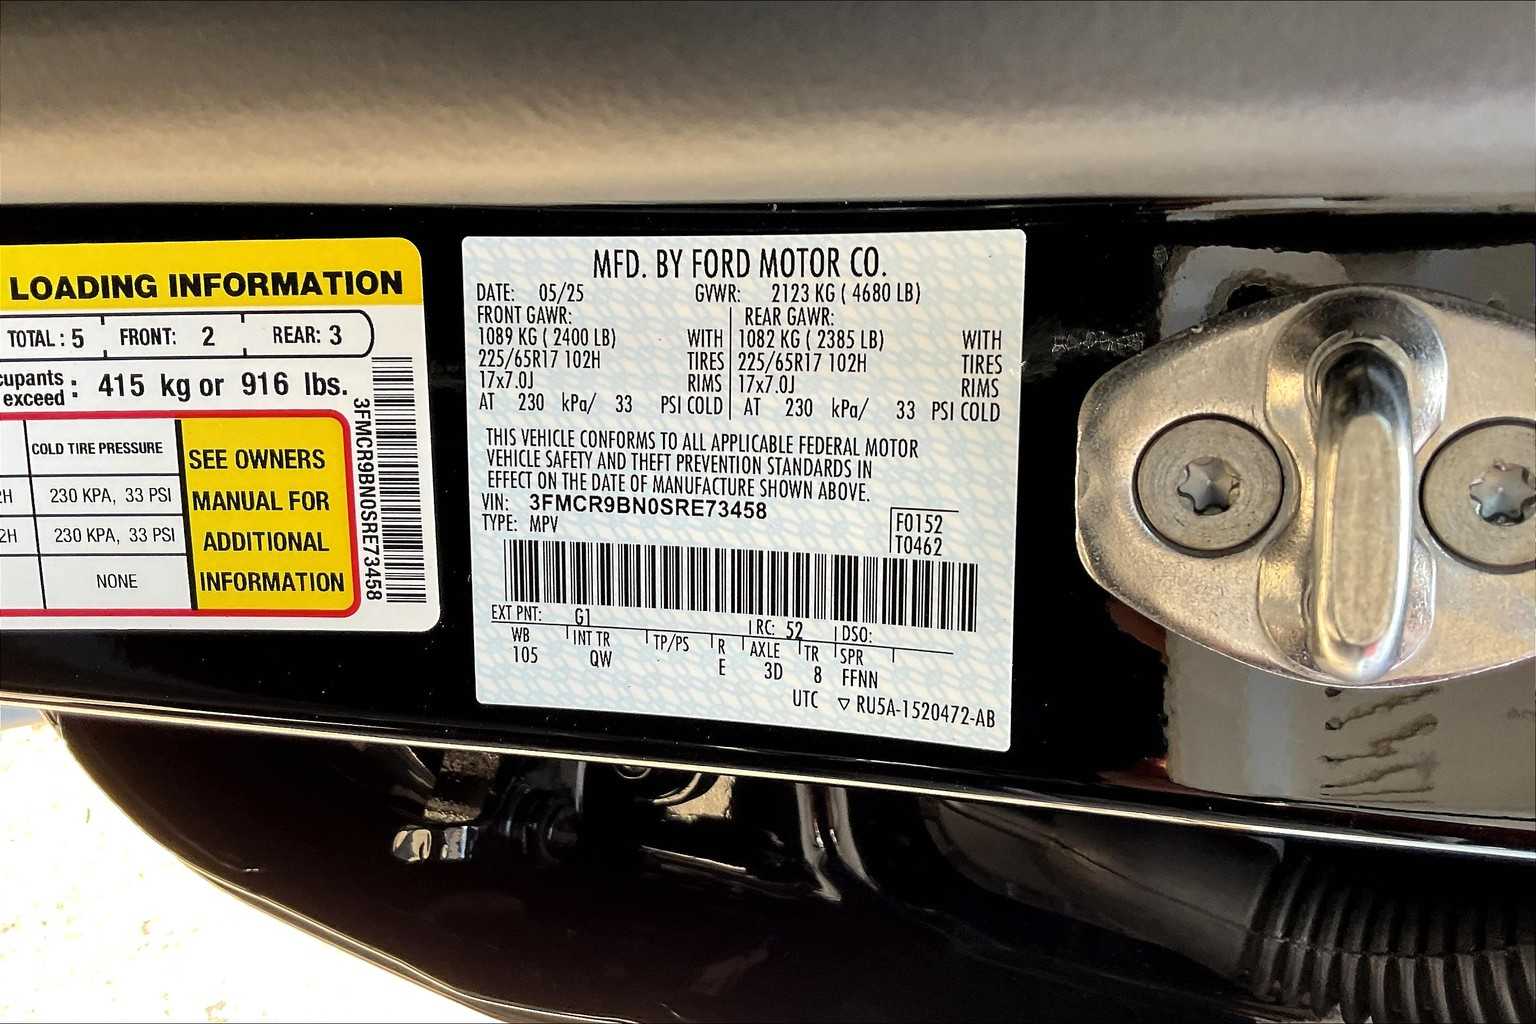 LOADING INFORMATION
TOTAL : 5 FRONT: 2 REAR: 3
exceed : 415 kg or 916 lbs.
COLD TIRE PRESSURE
230 KPA, 33 PSI
230 KPA, 33 PSI
NONE
SEE OWNERS
MANUAL FOR
ADDITIONAL
INFORMATION
3FMCR9BN0SRE73458
MFD. BY FORD MOTOR CO.
DATE: 05/25 GVWR: 2123 KG ( 4680 LB)
FRONT GAWR: REAR GAWR:
1089 KG ( 2400 LB) WITH 1082 KG ( 2385 LB) WITH
225/65R17 102H TIRES 225/65R17 102H TIRES
17x7.0J RIMS 17x7.0J RIMS
AT 230 kPa/ 33 PSI COLD AT 230 kPa/ 33 PSI COLD
THIS VEHICLE CONFORMS TO ALL APPLICABLE FEDERAL MOTOR
VEHICLE SAFETY AND THEFT PREVENTION STANDARDS IN
EFFECT ON THE DATE OF MANUFACTURE SHOWN ABOVE.
VIN: 3FMCR9BN0SRE73458
TYPE: MPV
F0152
T0462
EXT PNT: G1 RC: 52 DSO:
WB INT TR TP/PS R AXLE TR SPR
105 QW E 3D 8 FFNN
UTC ▽ RU5A-1520472-AB